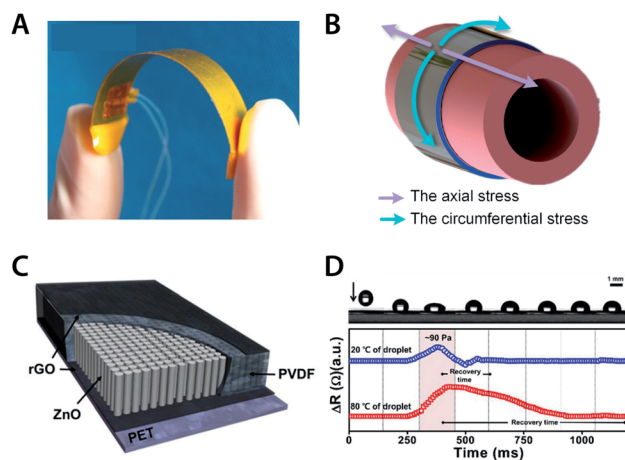 A
B
The axial stress
The circumferential stress
C
rGO
ZnO
PVDF
PET
D
1 mm
~90 Pa
20 ℃ of droplet
Recovery
time
80 ℃ of droplet
Recovery time
ΔR (Ω)(a.u.)
0 250 500 750 1000
Time (ms)